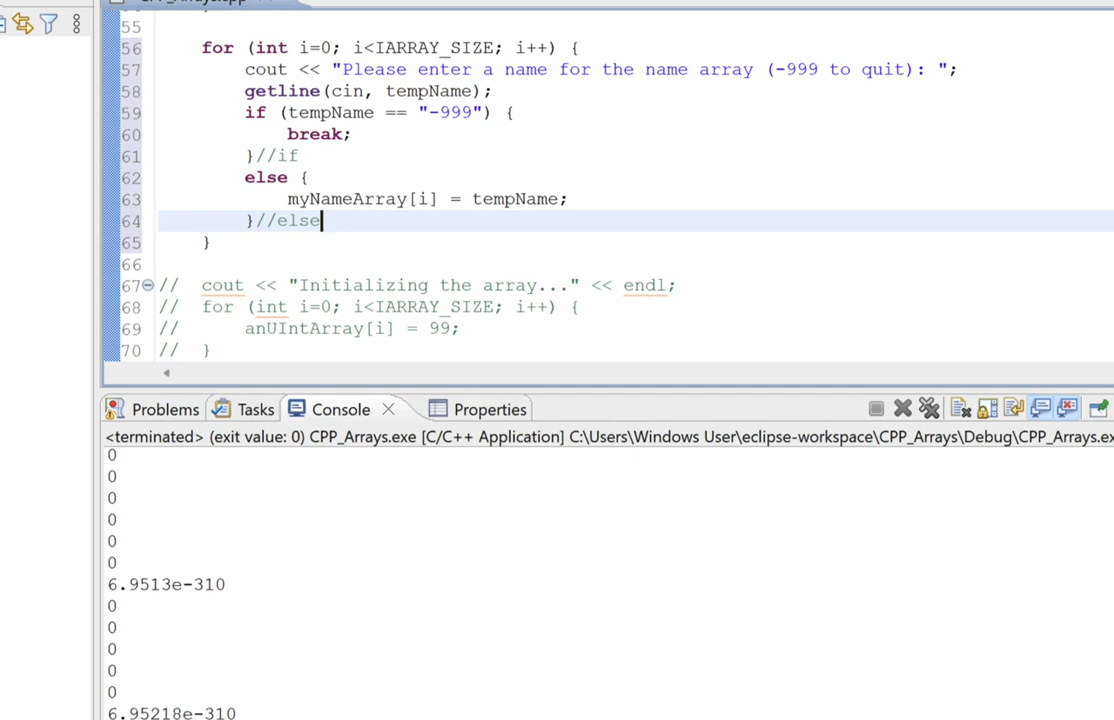 55
56 for (int i=0; i<IARRAY_SIZE; i++) {
57 cout << "Please enter a name for the name array (-999 to quit): ";
58 getline(cin, tempName);
59 if (tempName == "-999") {
60 break;
61 }//if
62 else {
63 myNameArray[i] = tempName;
64 }//else
65 }
66
67 // cout << "Initializing the array..." << endl;
68 // for (int i=0; i<IARRAY_SIZE; i++) {
69 // anUIntArray[i] = 99;
70 // }
Problems Tasks Console Properties
<terminated> (exit value: 0) CPP_Arrays.exe [C/C++ Application] C:\Users\Windows User\eclipse-workspace\CPP_Arrays\Debug\CPP_Arrays.ex
0
0
0
0
0
0
6.9513e-310
0
0
0
0
0
6.95218e-310